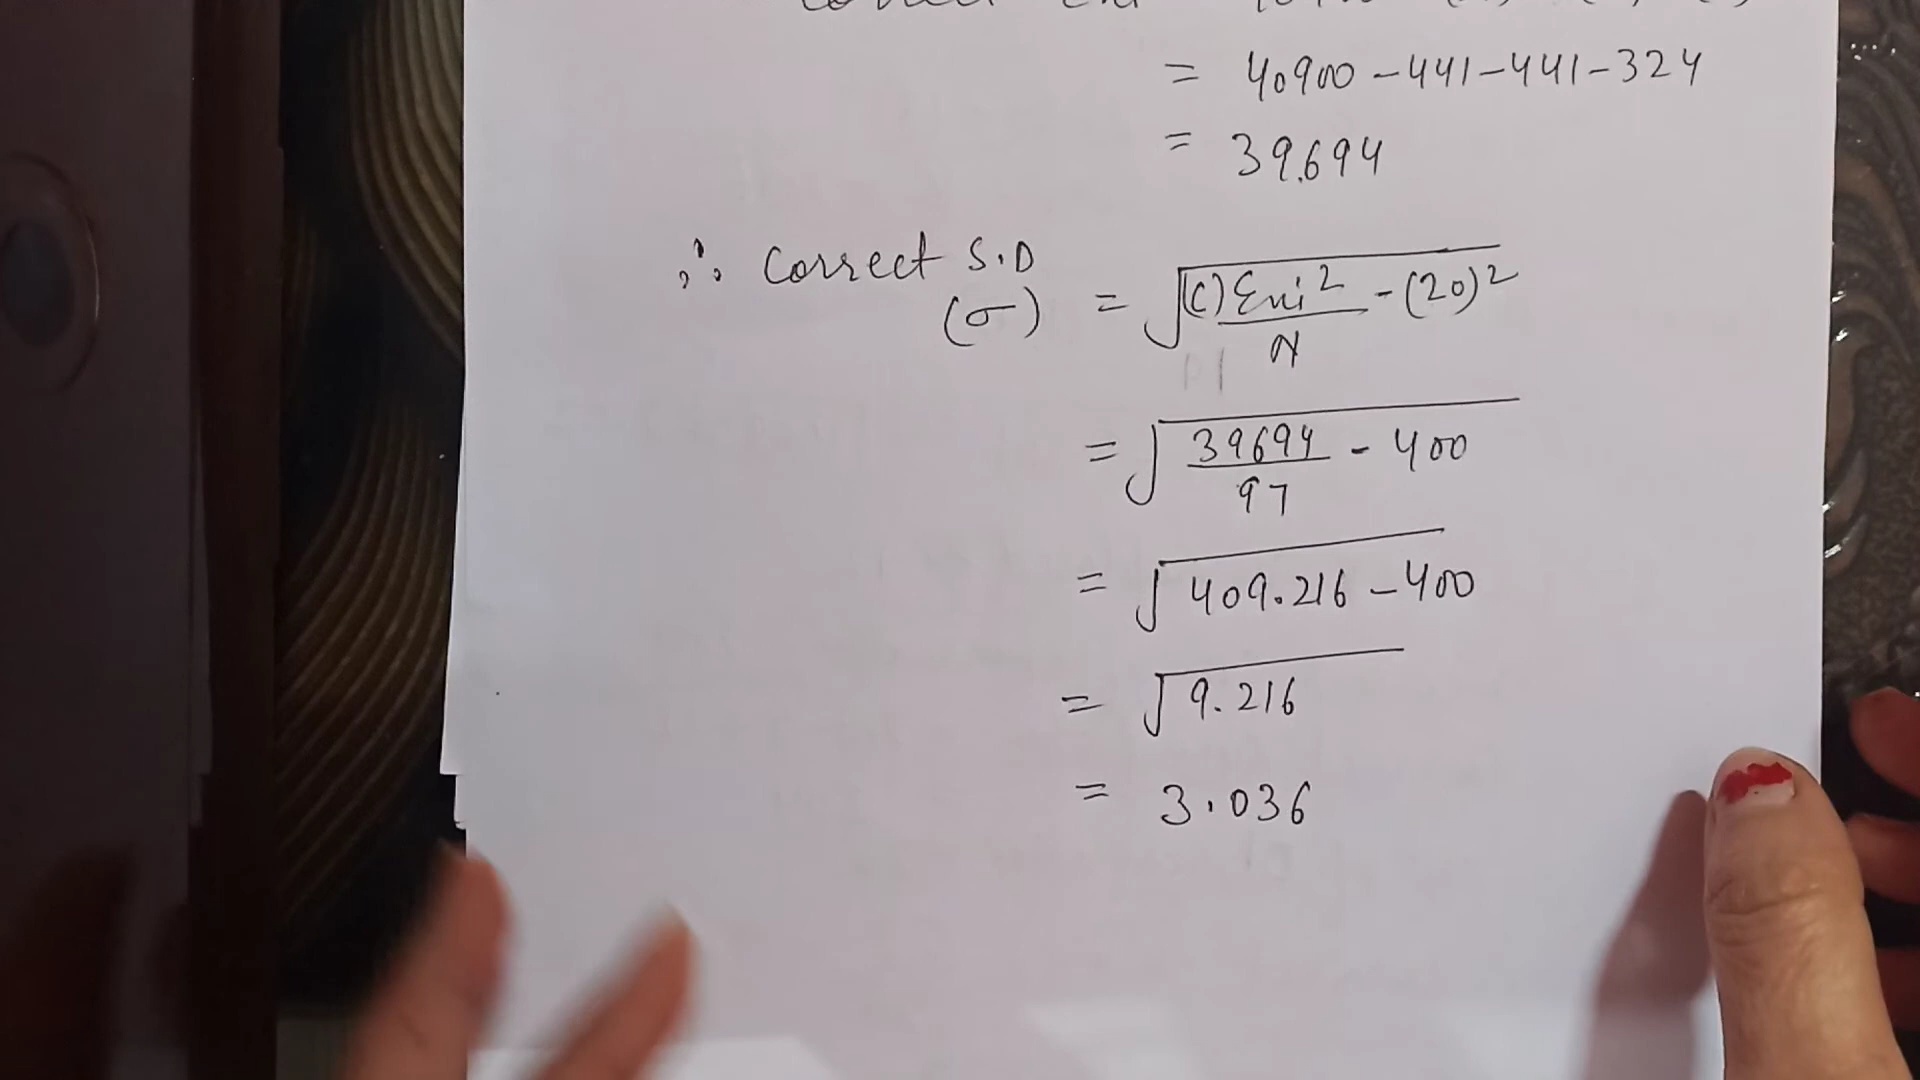 = 40900 - 441 - 441 - 324
= 39694
∴ Correct S.D
(σ) = √((C) Σxi²/N - (20)²)
= √(39694/97 - 400)
= √(409.216 - 400)
= √9.216
= 3.036